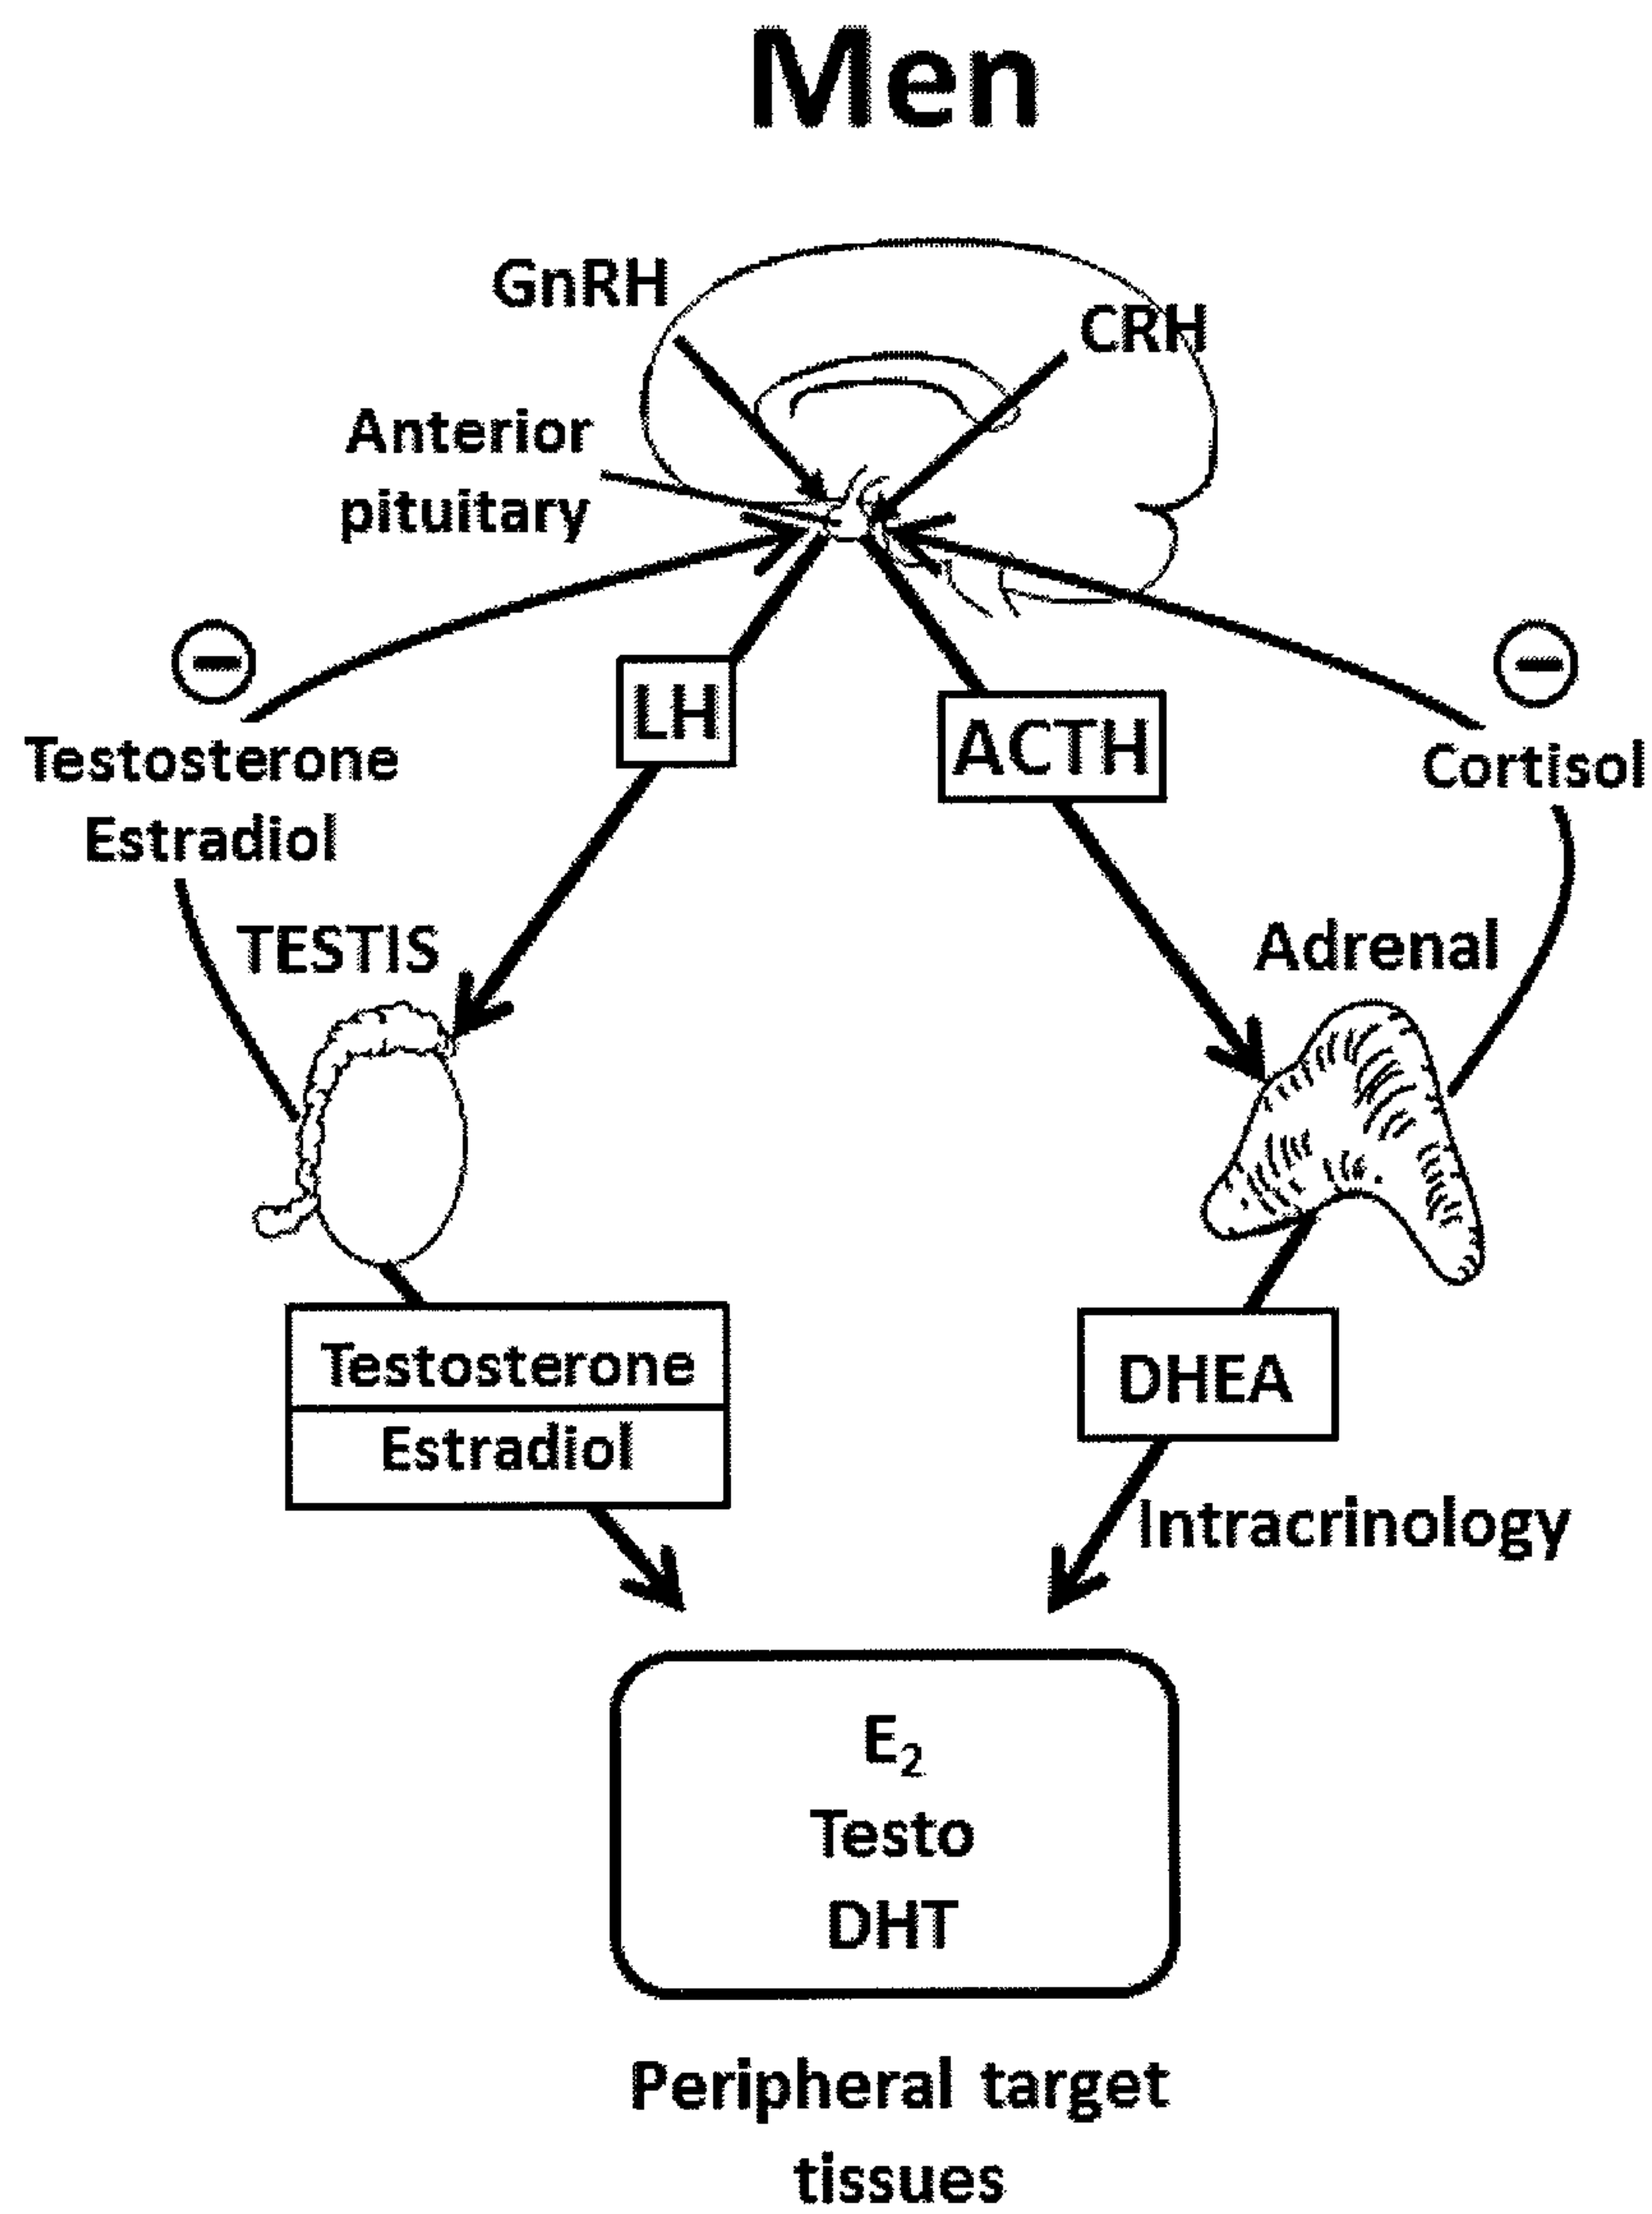 Men
GnRH
CRH
Anterior
pituitary
LH
ACTH
Testosterone
Estradiol
Cortisol
TESTIS
Adrenal
Testosterone
Estradiol
DHEA
Intracrinology
E₂
Testo
DHT
Peripheral target
tissues